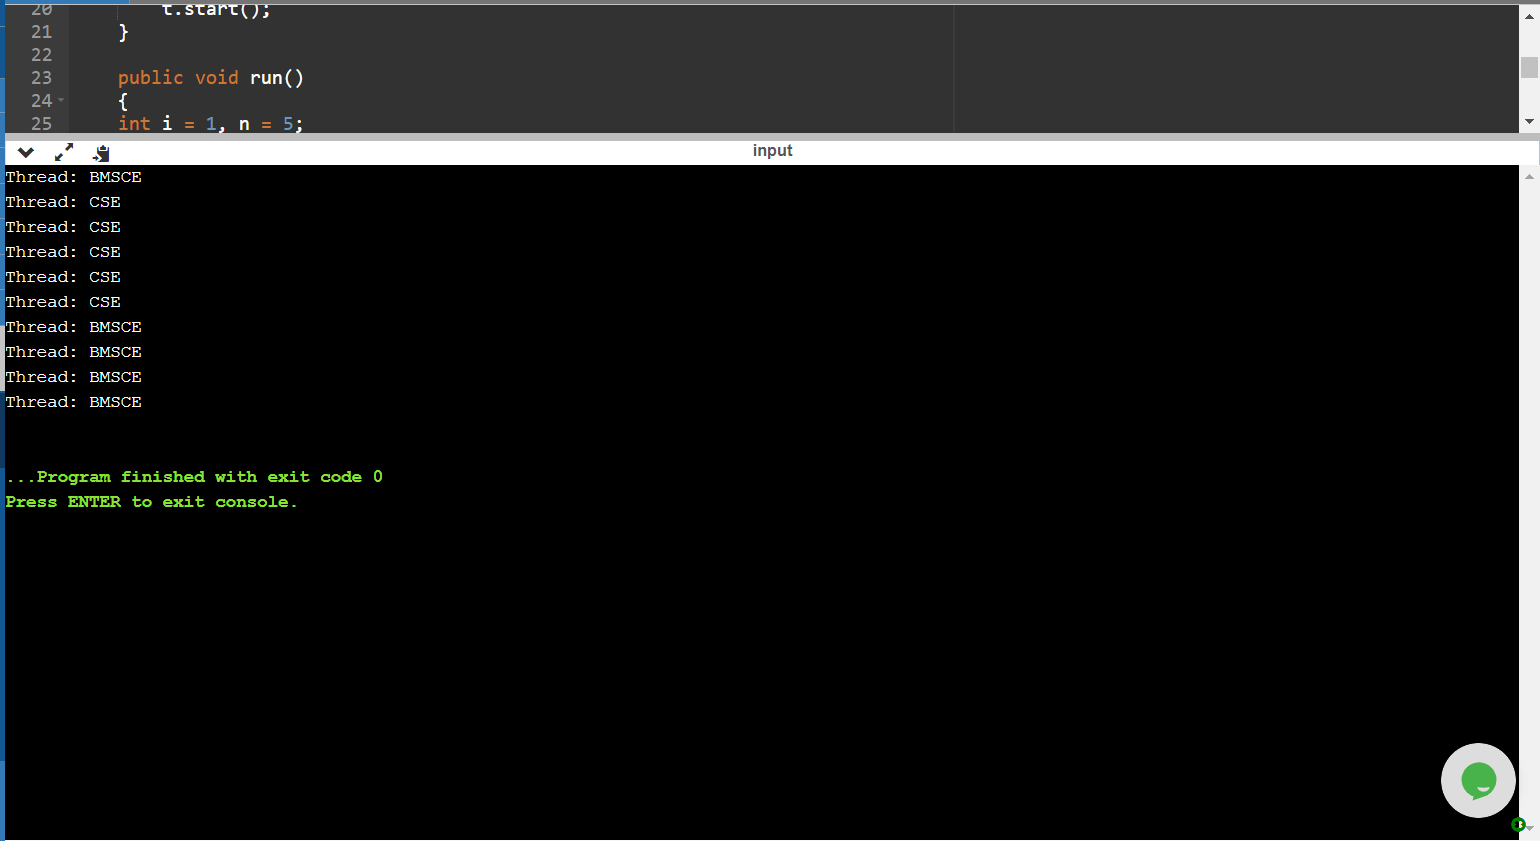 20 t.start();
21 }
22
23 public void run()
24 {
25 int i = 1, n = 5;
input
Thread: BMSCE
Thread: CSE
Thread: CSE
Thread: CSE
Thread: CSE
Thread: CSE
Thread: BMSCE
Thread: BMSCE
Thread: BMSCE
Thread: BMSCE
...Program finished with exit code 0
Press ENTER to exit console.